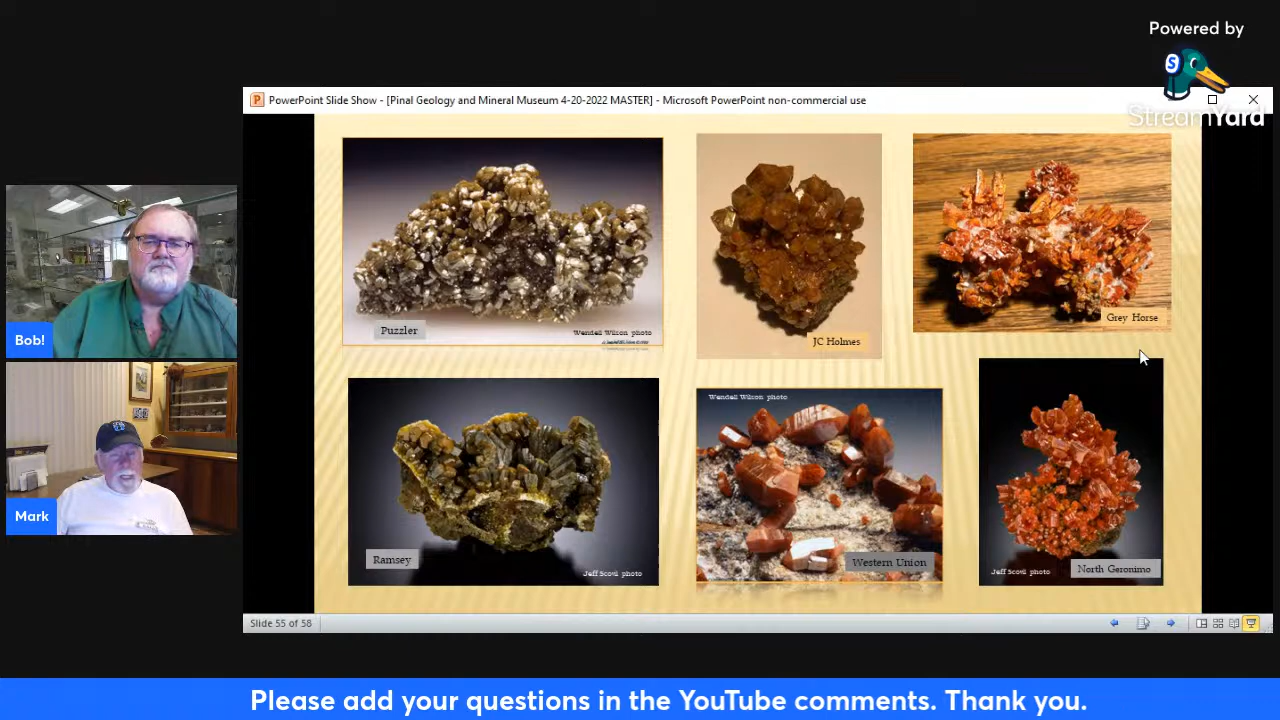 Powered by
StreamYard
PowerPoint Slide Show - [Pinal Geology and Mineral Museum 4-20-2022 MASTER] - Microsoft PowerPoint non-commercial use
Puzzler
Wendell Wilson photo
JC Holmes
Grey Horse
Bob!
Mark
Ramsey
Jeff Scovil photo
Wendell Wilson photo
Western Union
Jeff Scovil photo
North Geronimo
Slide 55 of 58
Please add your questions in the YouTube comments. Thank you.